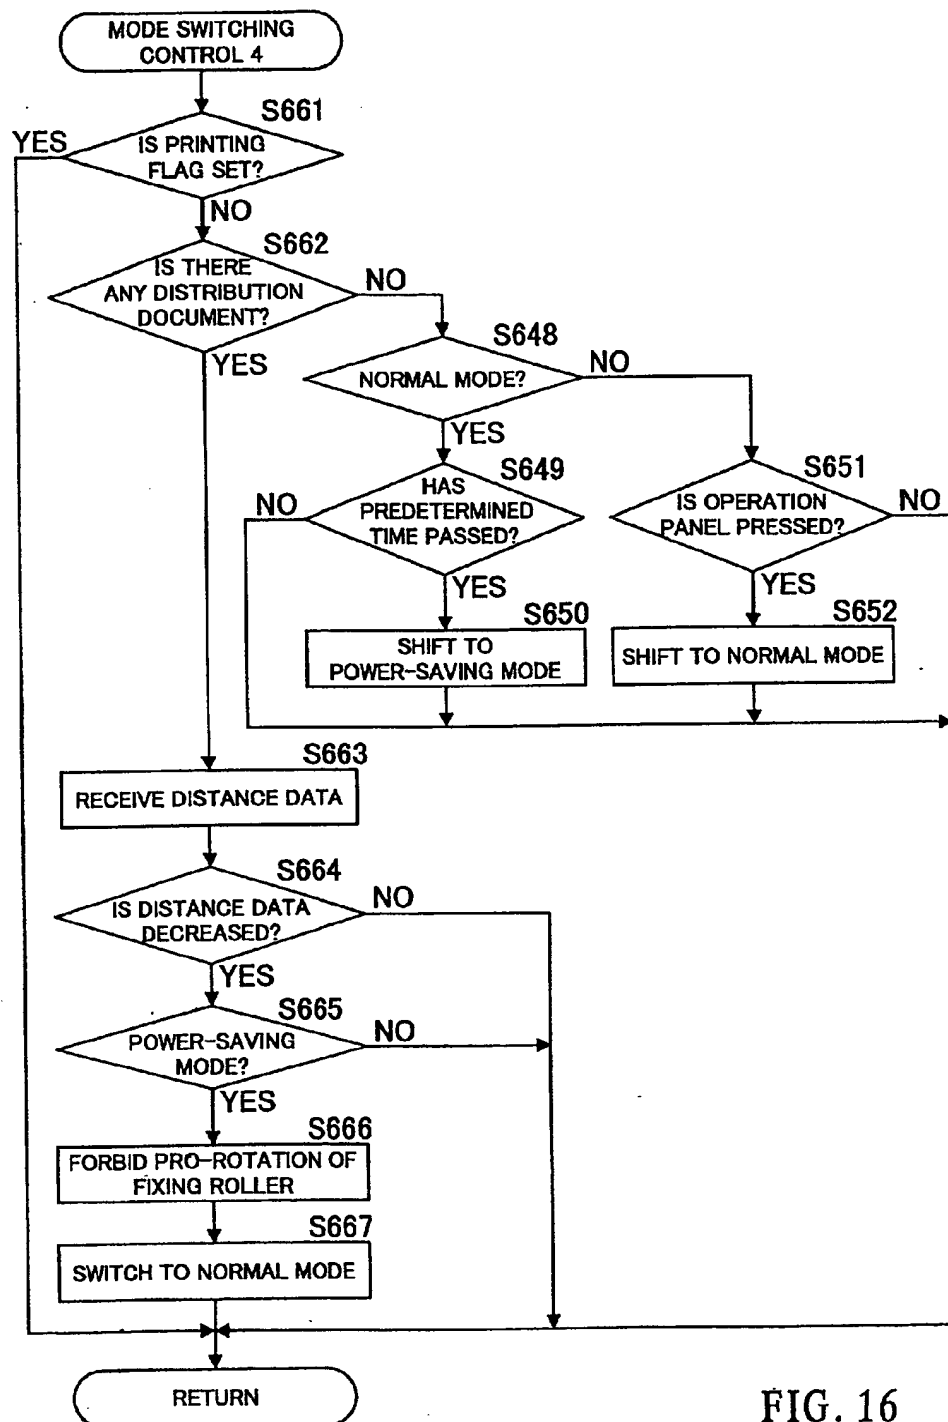 MODE SWITCHING
CONTROL 4
S661
YES
IS PRINTING
FLAG SET?
NO
S662
IS THERE
ANY DISTRIBUTION
DOCUMENT?
NO
YES
S648
NORMAL MODE?
NO
YES
S649
NO
HAS
PREDETERMINED
TIME PASSED?
YES
S651
IS OPERATION
PANEL PRESSED?
NO
YES
S650
SHIFT TO
POWER-SAVING MODE
S652
SHIFT TO NORMAL MODE
S663
RECEIVE DISTANCE DATA
S664
IS DISTANCE DATA
DECREASED?
NO
YES
S665
POWER-SAVING
MODE?
NO
YES
S666
FORBID PRO-ROTATION OF
FIXING ROLLER
S667
SWITCH TO NORMAL MODE
RETURN
FIG. 16